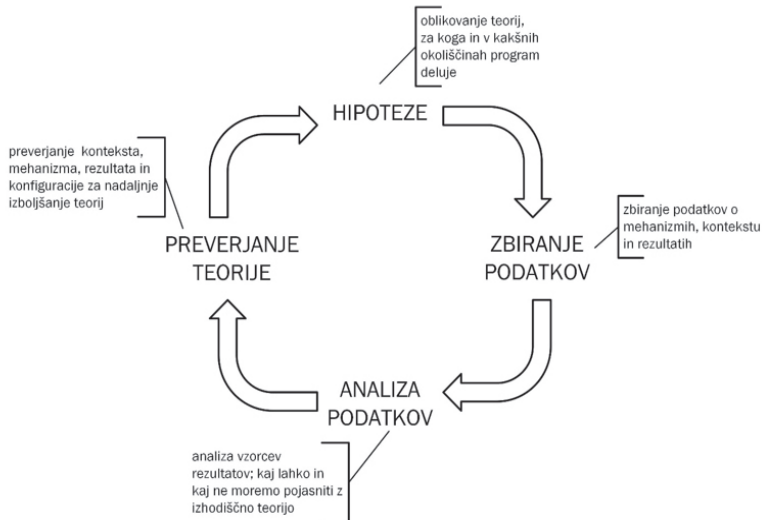 oblikovanje teorij,
za koga in v kakšnih
okoliščinah program
deluje
HIPOTEZE
preverjanje konteksta,
mehanizma, rezultata in
konfiguracije za nadaljnje
izboljšanje teorij
PREVERJANJE
TEORIJE
ZBIRANJE
PODATKOV
zbiranje podatkov o
mehanizmih, kontekstu
in rezultatih
ANALIZA
PODATKOV
analiza vzorcev
rezultatov; kaj lahko in
kaj ne moremo pojasniti z
izhodiščno teorijo